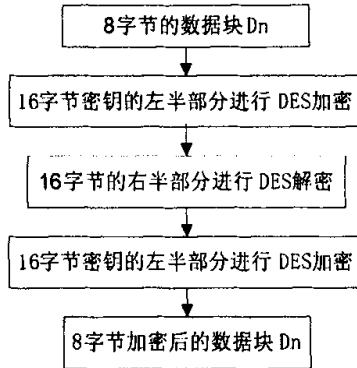 8字节的数据块Dn
16字节密钥的左半部分进行 DES加密
16字节的右半部分进行 DES解密
16字节密钥的左半部分进行 DES加密
8字节加密后的数据块 Dn